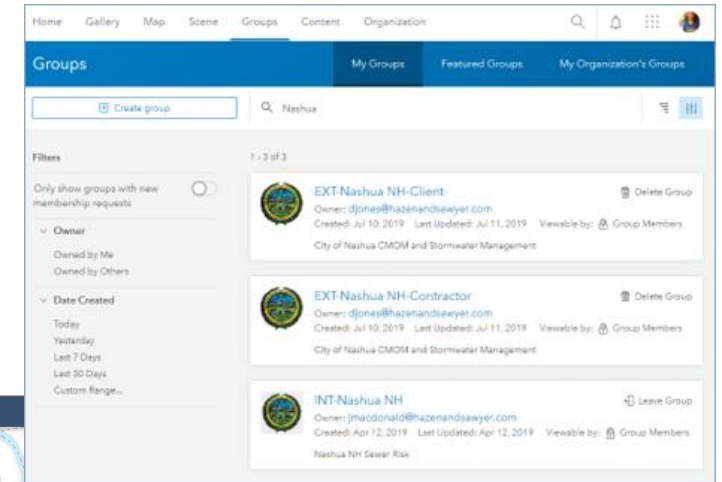 Home Gallery Map Scene Groups Content Organization
Groups My Groups Featured Groups My Organization's Groups
Create group Nashua
Filters 1 - 3 of 3
Only show groups with new
membership requests
Owner
Owned by Me
Owned by Others
Date Created
Today
Yesterday
Last 7 Days
Last 30 Days
Custom Range...
EXT-Nashua NH-Client Delete Group
Owner: djones@hazenandsawyer.com
Created: Jul 10, 2019 Last Updated: Jul 11, 2019 Viewable by: Group Members
City of Nashua CMOM and Stormwater Management
EXT-Nashua NH-Contractor Delete Group
Owner: djones@hazenandsawyer.com
Created: Jul 10, 2019 Last Updated: Jul 11, 2019 Viewable by: Group Members
City of Nashua CMOM and Stormwater Management
INT-Nashua NH Leave Group
Owner: jmacdonald@hazenandsawyer.com
Created: Apr 12, 2019 Last Updated: Apr 12, 2019 Viewable by: Group Members
Nashua NH Sewer Risk